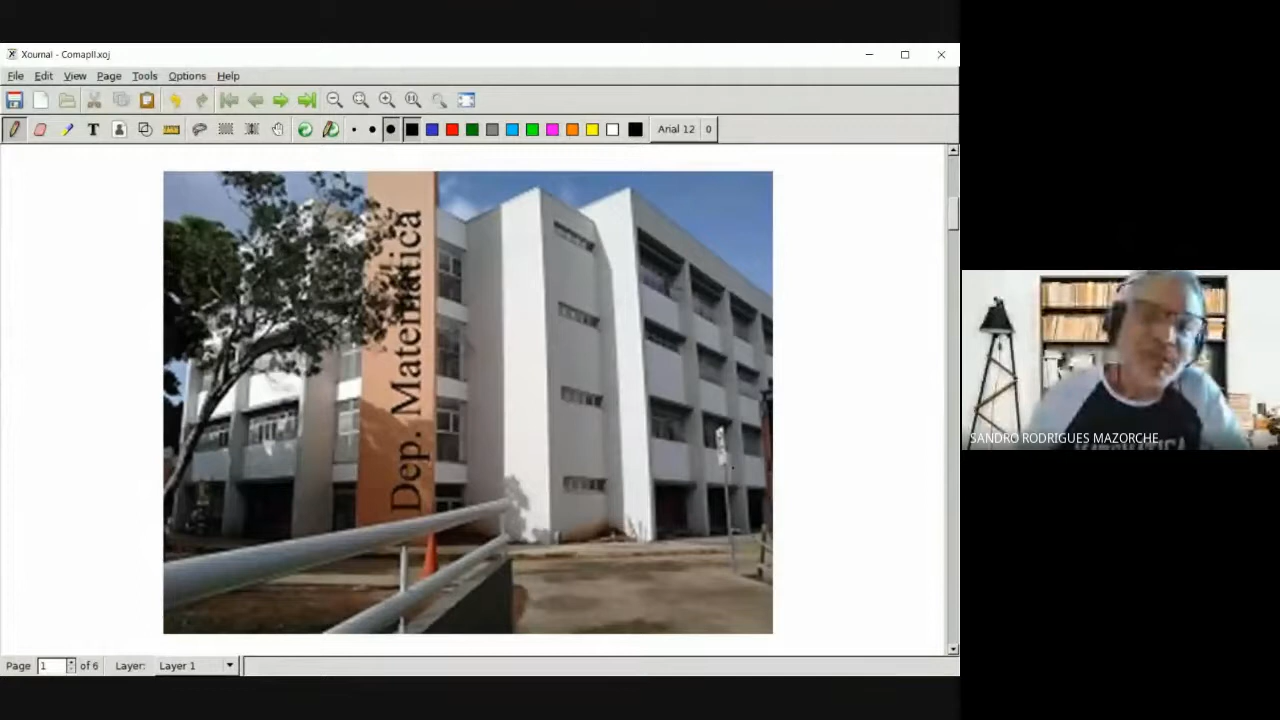 Xournal - ComapII.xoj
File Edit View Page Tools Options Help
Arial 12 0
Dep. Matemática
SANDRO RODRIGUES MAZORCHE
Page 1 of 6 Layer: Layer 1